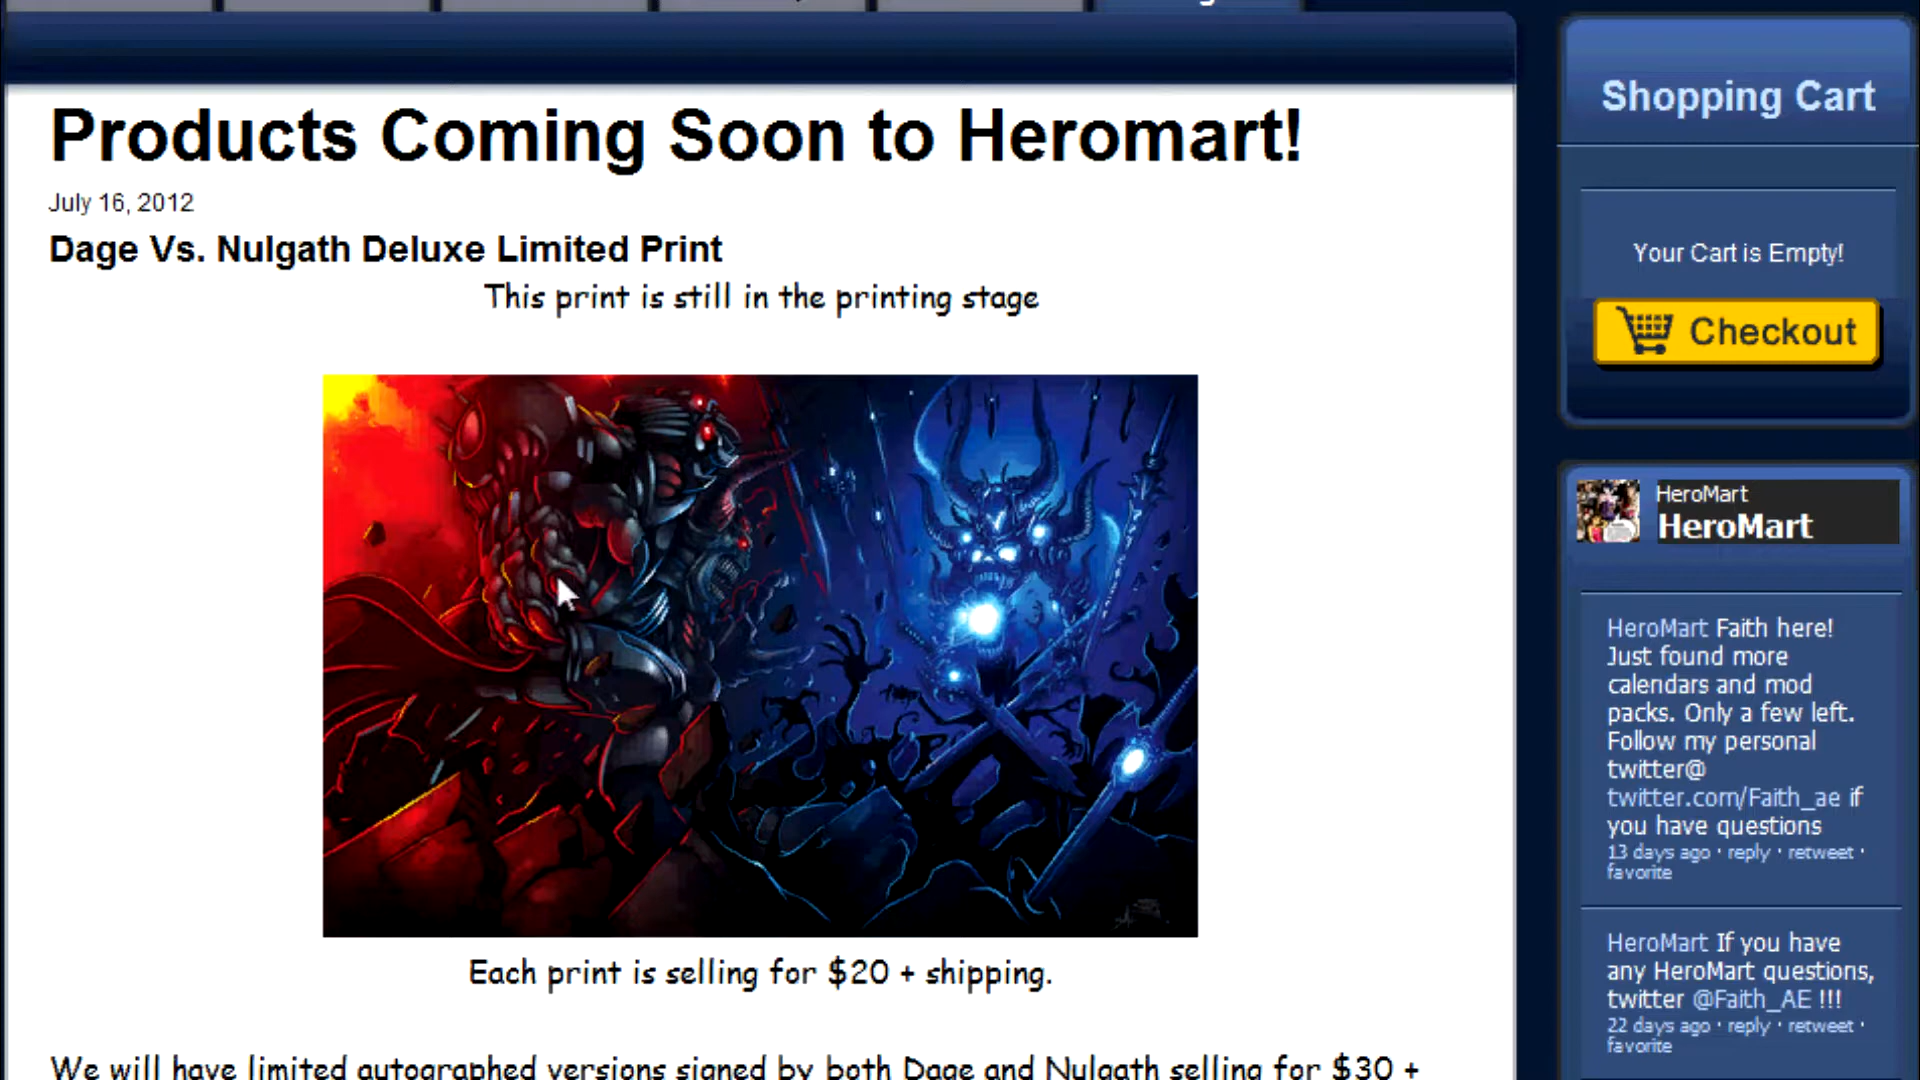 Products Coming Soon to Heromart!
July 16, 2012
Dage Vs. Nulgath Deluxe Limited Print
This print is still in the printing stage
Each print is selling for $20 + shipping.
We will have limited autographed versions signed by both Dage and Nulgath selling for $30 +
Shopping Cart
Your Cart is Empty!
Checkout
HeroMart
HeroMart
HeroMart Faith here!
Just found more
calendars and mod
packs. Only a few left.
Follow my personal
twitter@
twitter.com/Faith_ae if
you have questions
13 days ago · reply · retweet ·
favorite
HeroMart If you have
any HeroMart questions,
twitter @Faith_AE !!!
22 days ago · reply · retweet ·
favorite